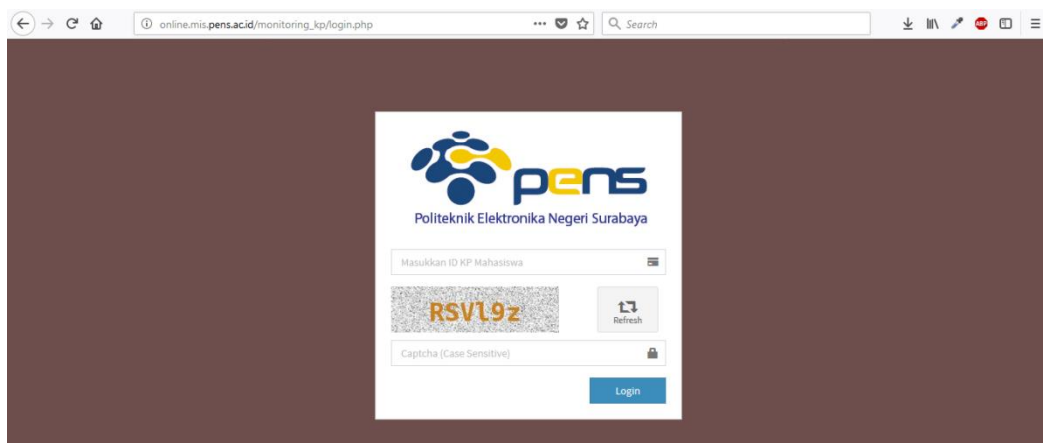 online.mis.pens.ac.id/monitoring_kp/login.php
Search
ABP
pens
Politeknik Elektronika Negeri Surabaya
Masukkan ID KP Mahasiswa
RSVl9z
Refresh
Captcha (Case Sensitive)
Login